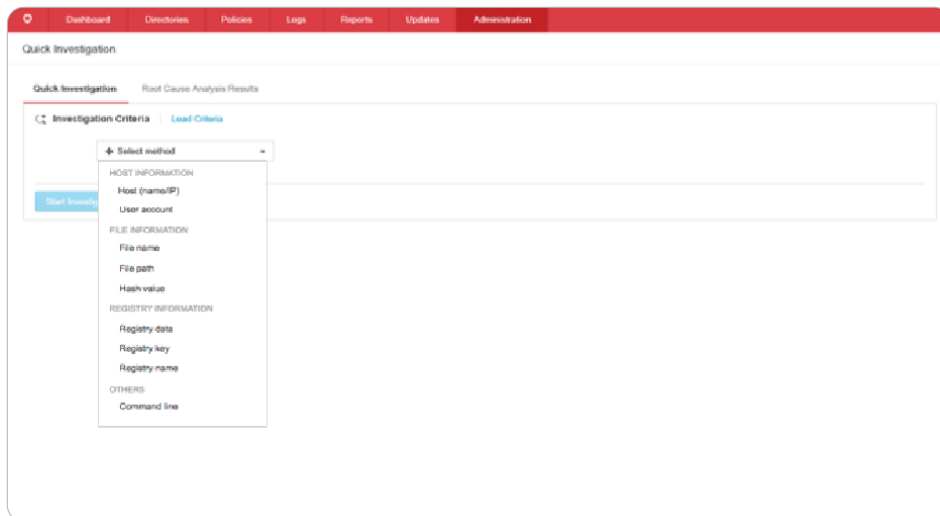 Dashboard Directories Policies Logs Reports Updates Administration
Quick Investigation
Quick Investigation Root Cause Analysis Results
Investigation Criteria Load Criteria
Select method
HOST INFORMATION
Host (name/IP)
User account
Start Investig
FILE INFORMATION
File name
File path
Hash value
REGISTRY INFORMATION
Registry data
Registry key
Registry name
OTHERS
Command line